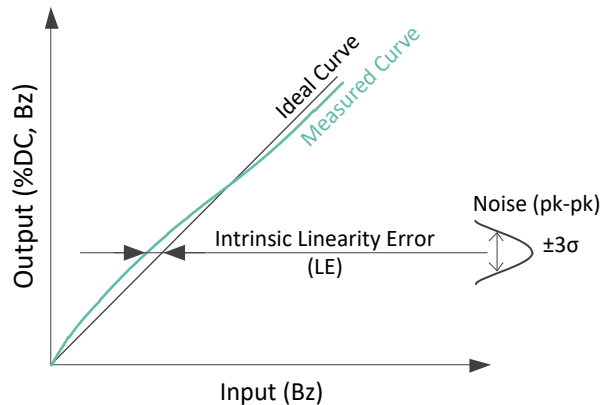 Output (%DC, Bz)
Ideal Curve
Measured Curve
Noise (pk-pk)
±3σ
Intrinsic Linearity Error
(LE)
Input (Bz)